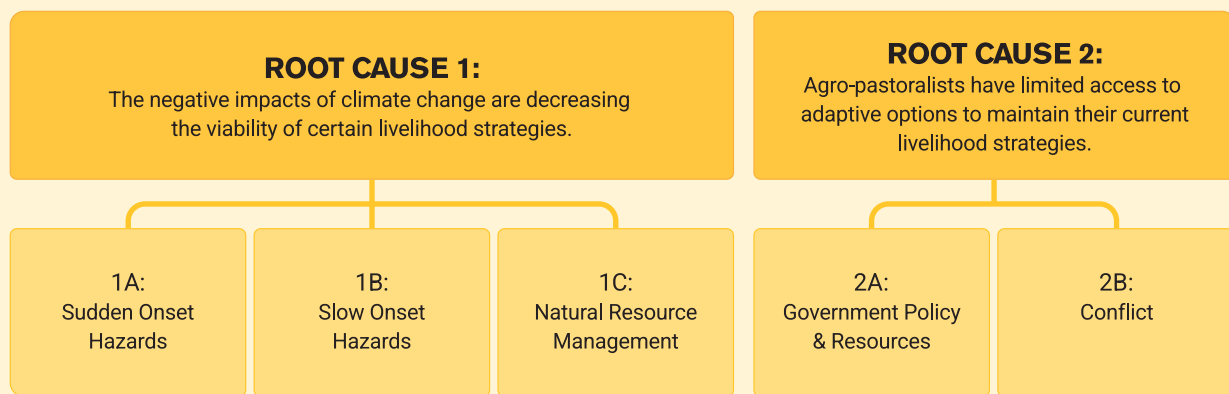 ROOT CAUSE 1:
The negative impacts of climate change are decreasing
the viability of certain livelihood strategies.
ROOT CAUSE 2:
Agro-pastoralists have limited access to
adaptive options to maintain their current
livelihood strategies.
1A:
Sudden Onset
Hazards
1B:
Slow Onset
Hazards
1C:
Natural Resource
Management
2A:
Government Policy
& Resources
2B:
Conflict